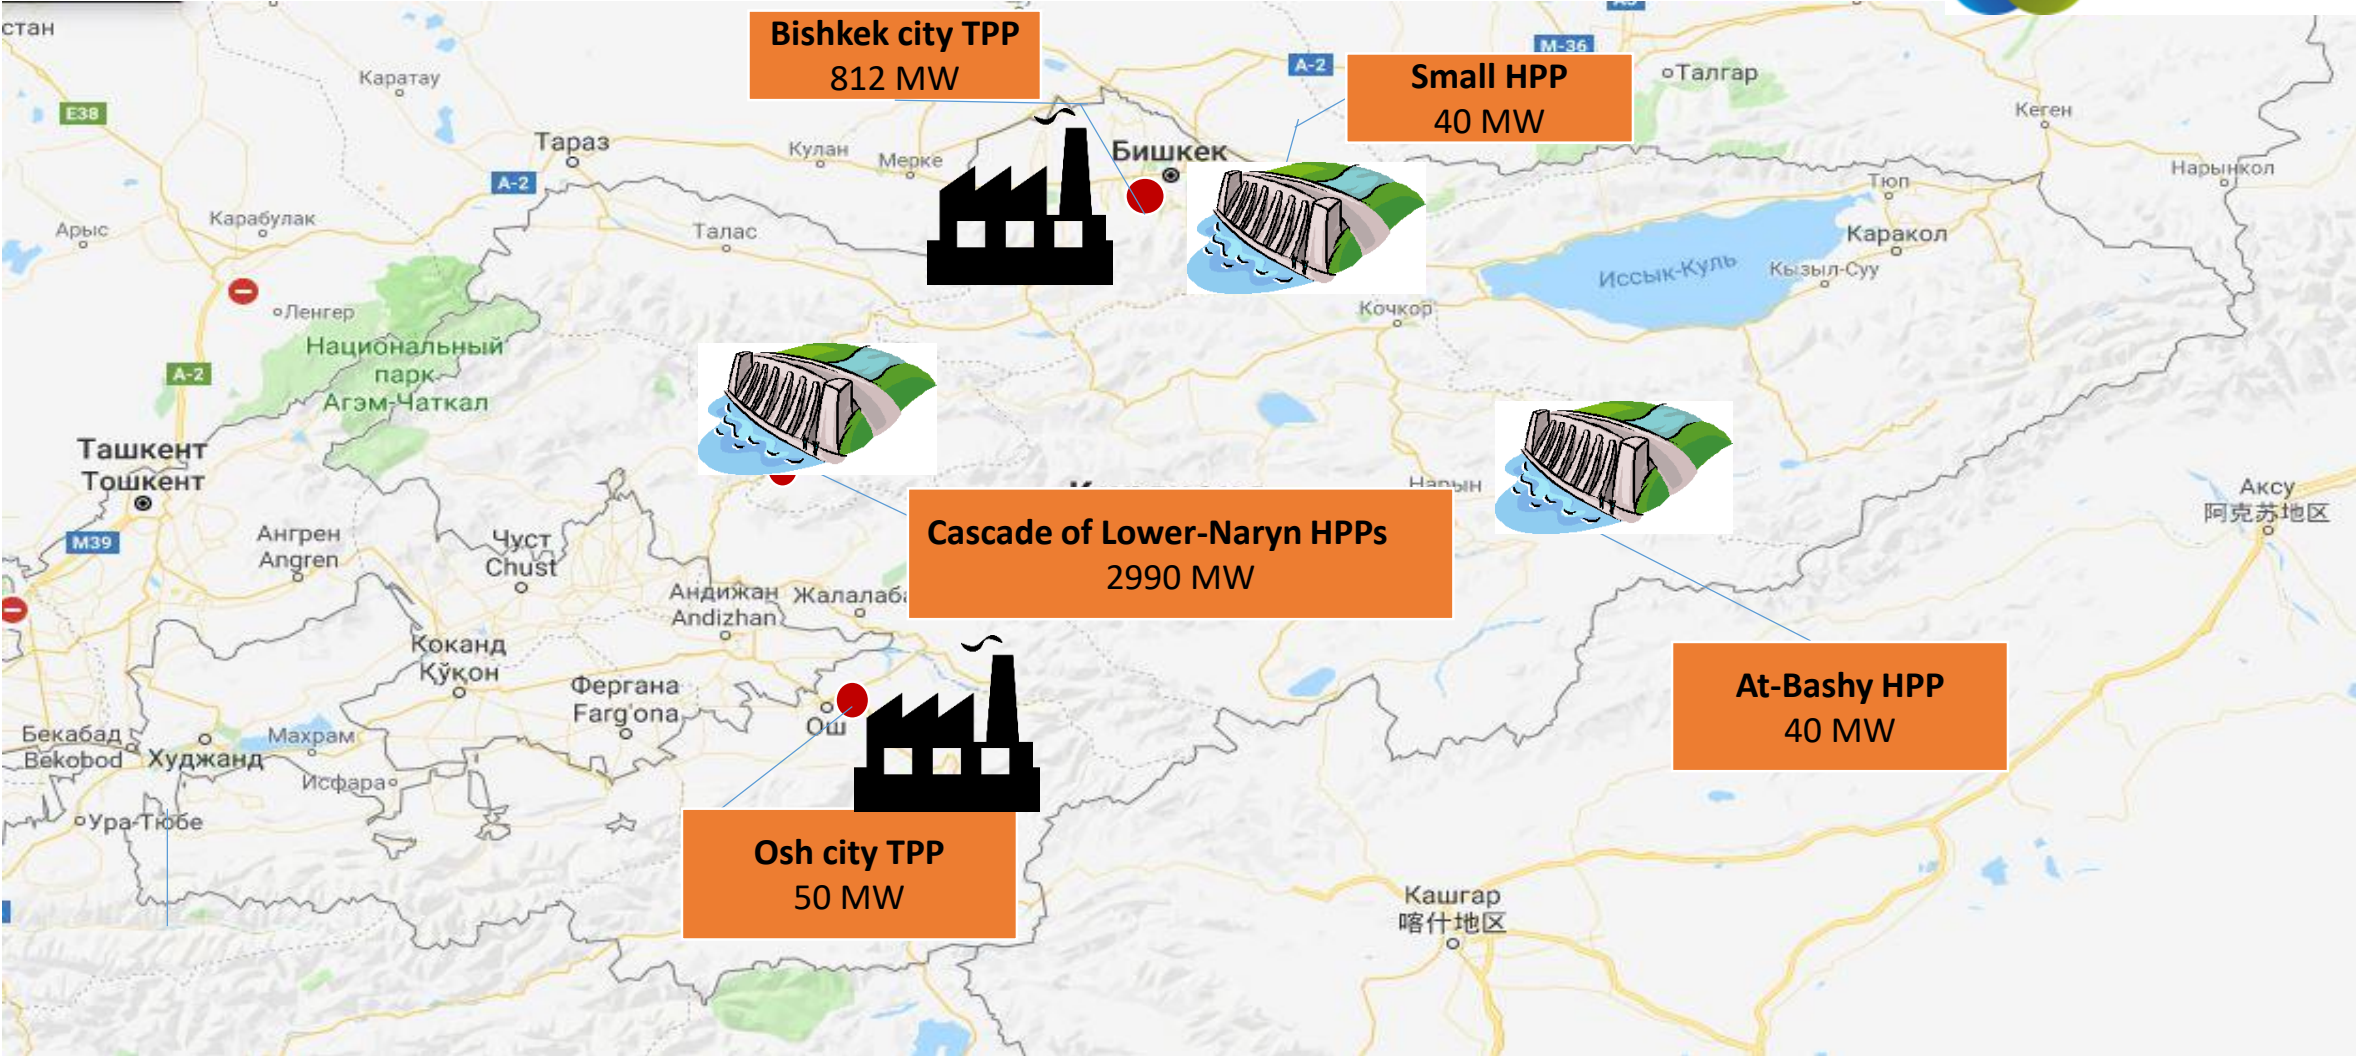 стан
Bishkek city TPP
812 MW
A-2
M-36
Small HPP
40 MW
Талгар
Каратау
E38
Кеген
Тараз
Кулан
Мерке
Бишкек
A-2
Нарынкол
Тюп
Арыс
Карабулак
Талас
Каракол
Иссык-Куль
Кызыл-Суу
Ленгер
Кочкор
Национальный
парк
Агэм-Чаткал
A-2
Ташкент
Тошкент
Нарын
Аксу
阿克苏地区
M39
Ангрен
Angren
Чуст
Chust
Cascade of Lower-Naryn HPPs
2990 MW
Андижан
Andizhan
Жалалаб
Коканд
Қўқон
Фергана
Farg'ona
Ош
At-Bashy HPP
40 MW
Бекабад
Bekobod
Худжанд
Махрам
Исфара
Ура-Тюбе
Osh city TPP
50 MW
Кашгар
喀什地区